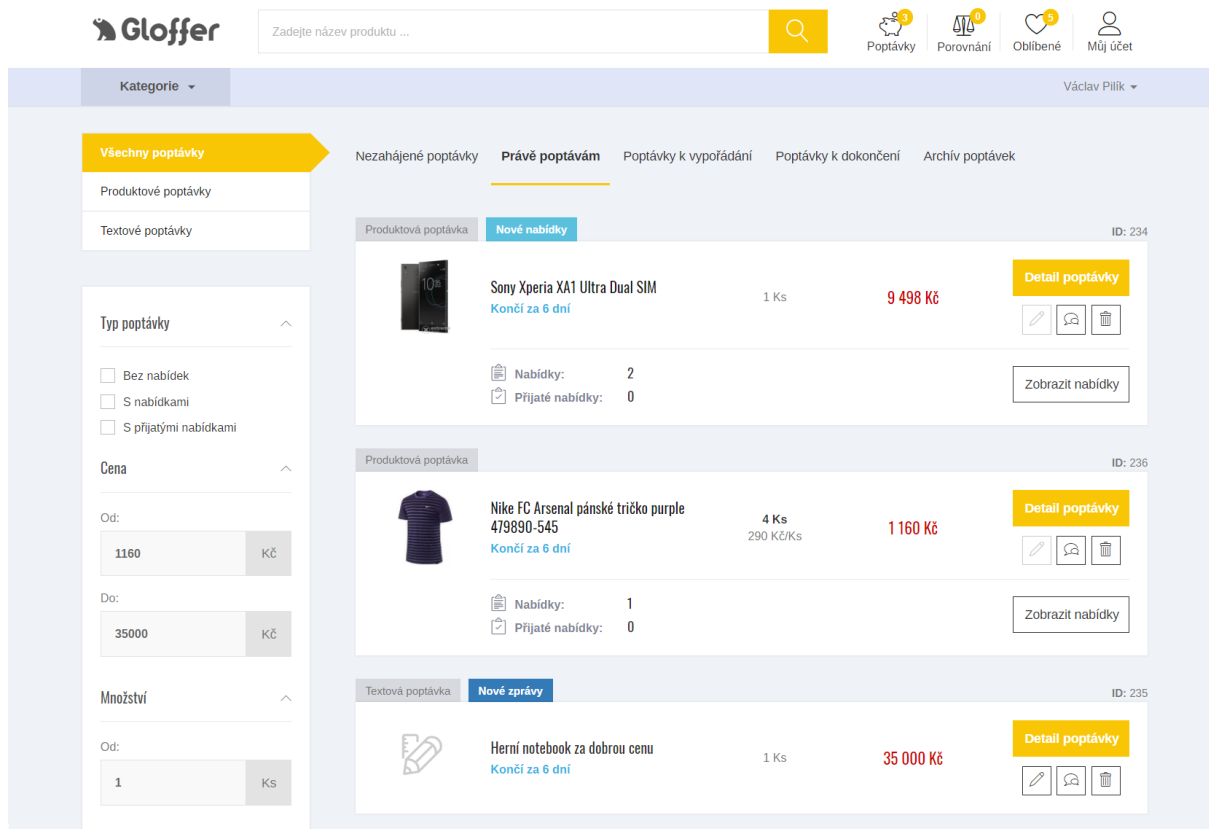 Gloffer
Zadejte název produktu ...
3
Poptávky
0
Porovnání
5
Oblíbené
Můj účet
Kategorie
Václav Pilík
Všechny poptávky
Produktové poptávky
Textové poptávky
Nezahájené poptávky
Právě poptávám
Poptávky k vypořádání
Poptávky k dokončení
Archív poptávek
Typ poptávky
Bez nabídek
S nabídkami
S přijatými nabídkami
Cena
Od:
1160 Kč
Do:
35000 Kč
Množství
Od:
1 Ks
Produktová poptávka
Nové nabídky
ID: 234
Sony Xperia XA1 Ultra Dual SIM
Končí za 6 dní
1 Ks
9 498 Kč
Detail poptávky
Nabídky: 2
Přijaté nabídky: 0
Zobrazit nabídky
Produktová poptávka
ID: 236
Nike FC Arsenal pánské tričko purple
479890-545
Končí za 6 dní
4 Ks
290 Kč/Ks
1 160 Kč
Detail poptávky
Nabídky: 1
Přijaté nabídky: 0
Zobrazit nabídky
Textová poptávka
Nové zprávy
ID: 235
Herní notebook za dobrou cenu
Končí za 6 dní
1 Ks
35 000 Kč
Detail poptávky